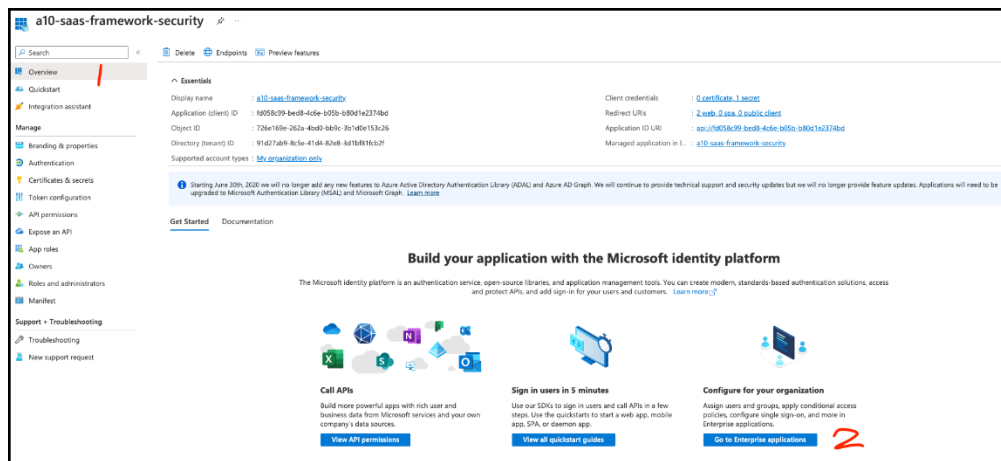 a10-saas-framework-security
Search
Delete Endpoints Preview features
Overview
1
Quickstart
Integration assistant
Manage
Branding & properties
Authentication
Certificates & secrets
Token configuration
API permissions
Expose an API
App roles
Owners
Roles and administrators
Manifest
Support + Troubleshooting
Troubleshooting
New support request
Essentials
Display name : a10-saas-framework-security
Application (client) ID : fd058c99-bed8-4c6e-b05b-b80d1e2374bd
Object ID : 726e169e-262a-4bd0-bb9c-3b1d0e153c26
Directory (tenant) ID : 91d27ab9-8c5e-41d4-82e8-3d1bf81fcb2f
Supported account types : My organization only
Client credentials : 0 certificate, 1 secret
Redirect URIs : 2 web, 0 spa, 0 public client
Application ID URI : api://fd058c99-bed8-4c6e-b05b-b80d1e2374bd
Managed application in l... : a10-saas-framework-security
Starting June 30th, 2020 we will no longer add any new features to Azure Active Directory Authentication Library (ADAL) and Azure AD Graph. We will continue to provide technical support and security updates but we will no longer provide feature updates. Applications will need to be
upgraded to Microsoft Authentication Library (MSAL) and Microsoft Graph. Learn more
Get Started Documentation
Build your application with the Microsoft identity platform
The Microsoft identity platform is an authentication service, open-source libraries, and application management tools. You can create modern, standards-based authentication solutions, access
and protect APIs, and add sign-in for your users and customers. Learn more
Call APIs
Build more powerful apps with rich user and
business data from Microsoft services and your own
company's data sources.
View API permissions
Sign in users in 5 minutes
Use our SDKs to sign in users and call APIs in a few
steps. Use the quickstarts to start a web app, mobile
app, SPA, or daemon app.
View all quickstart guides
Configure for your organization
Assign users and groups, apply conditional access
policies, configure single sign-on, and more in
Enterprise applications.
Go to Enterprise applications
2